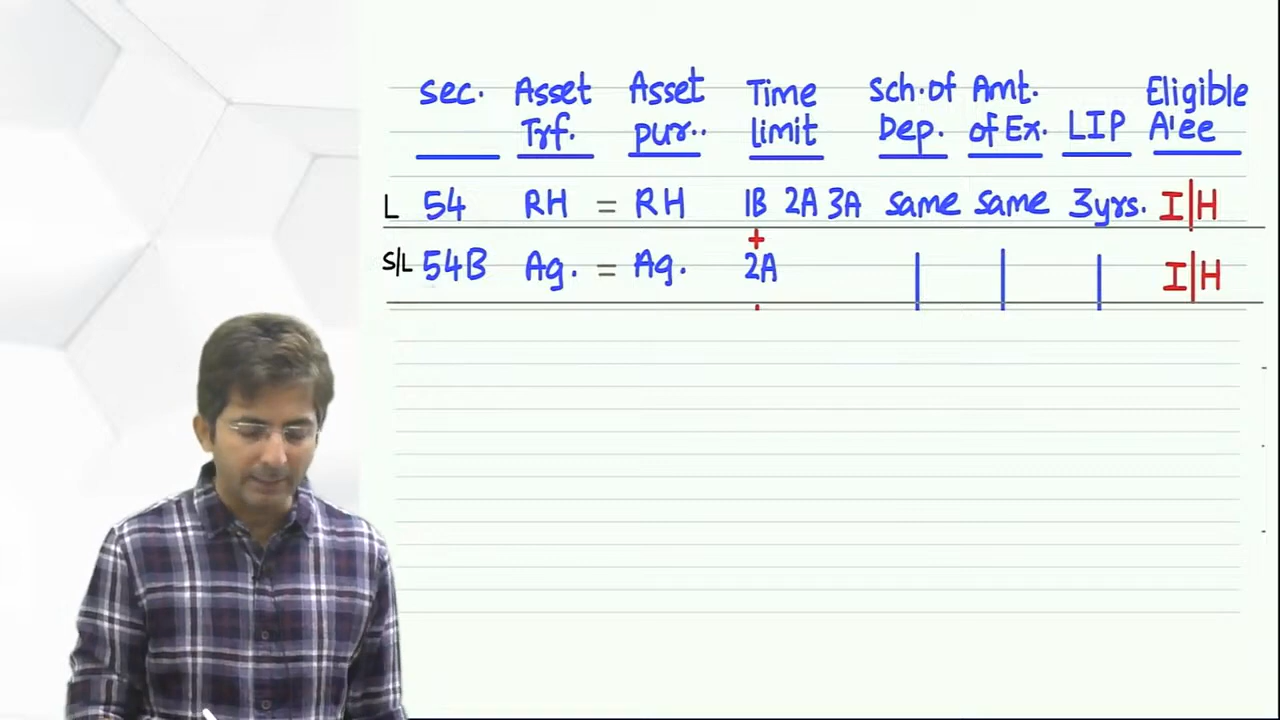 Sec. Asset Trf. Asset pur.. Time limit Sch. of Dep. Amt. of Ex. LIP Eligible A'ee
L 54 RH = RH 1B 2A 3A same same 3yrs. I|H
+
S/L 54B Ag. = Ag. 2A | | | I|H